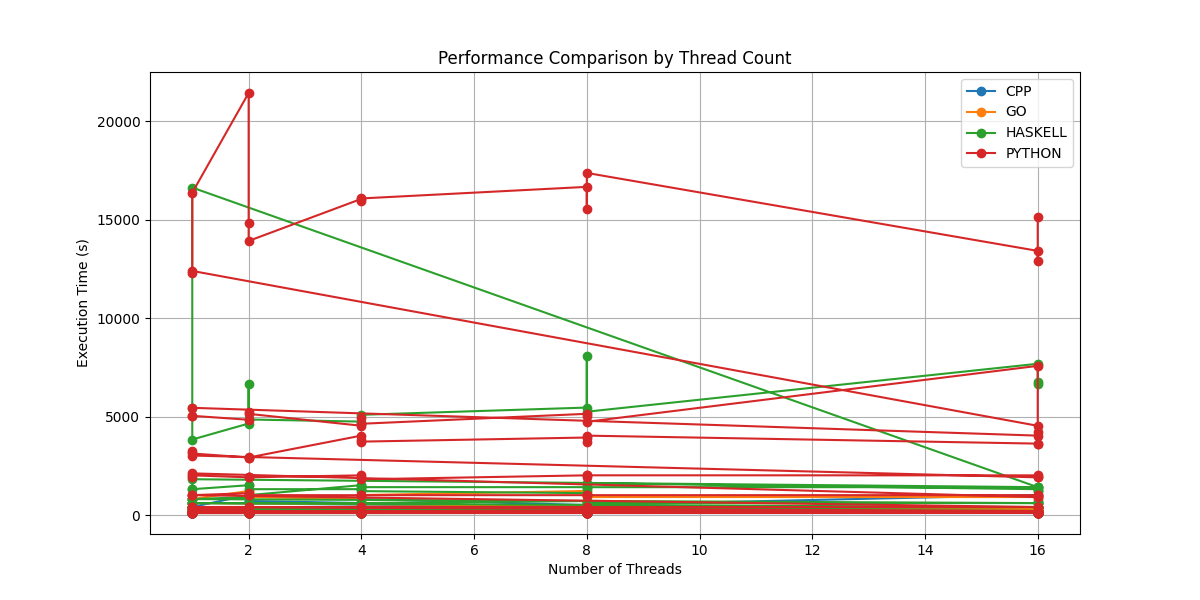 Performance Comparison by Thread Count
CPP
GO
HASKELL
PYTHON
Execution Time (s)
20000
15000
10000
5000
0
2 4 6 8 10 12 14 16
Number of Threads